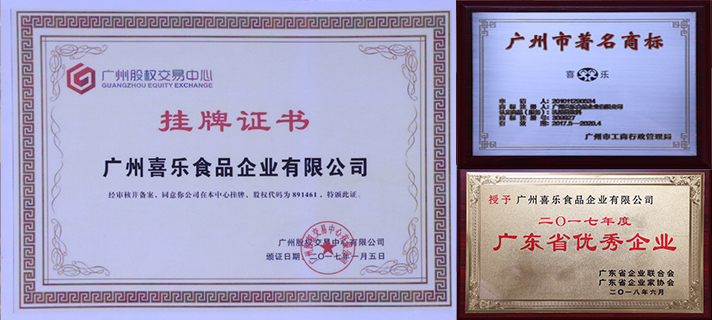 广州股权交易中心
GUANGZHOU EQUITY EXCHANGE
挂牌证书
广州喜乐食品企业有限公司
经审核并备案，同意你公司在本中心挂牌，股权代码为891461，特颁此证。
广州股权交易中心有限公司
颁证日期：二〇一七年一月五日
广州市著名商标
喜 乐
广州市工商行政管理局
授予 广州喜乐食品企业有限公司
二〇一七年度
广东省优秀企业
广东省企业联合会
广东省企业家协会
二〇一八年六月